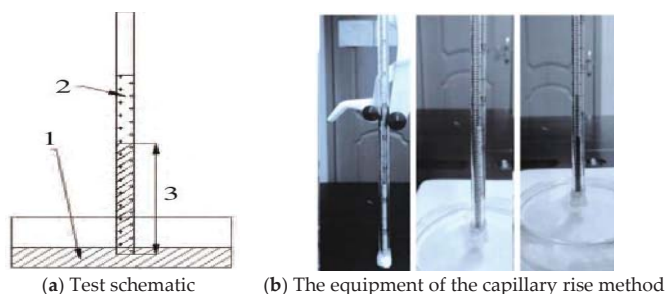 2
1
3
(a) Test schematic
(b) The equipment of the capillary rise method